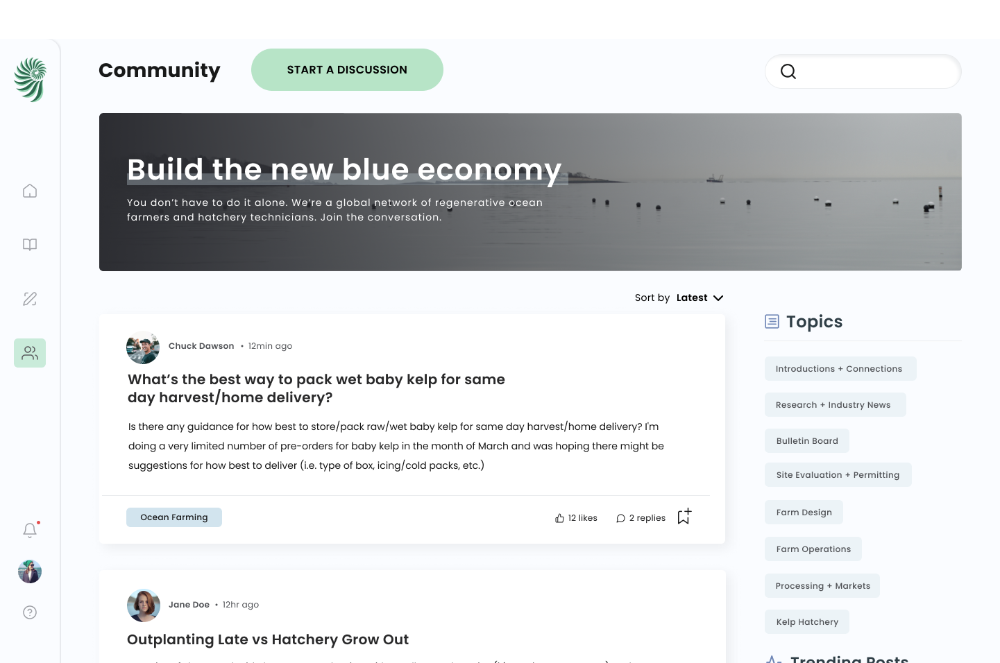 Community
START A DISCUSSION
Build the new blue economy
You don’t have to do it alone. We’re a global network of regenerative ocean
farmers and hatchery technicians. Join the conversation.
Sort by Latest
Chuck Dawson • 12min ago
What’s the best way to pack wet baby kelp for same
day harvest/home delivery?
Is there any guidance for how best to store/pack raw/wet baby kelp for same day harvest/home delivery? I'm
doing a very limited number of pre-orders for baby kelp in the month of March and was hoping there might be
suggestions for how best to deliver (i.e. type of box, icing/cold packs, etc.)
Ocean Farming
12 likes
2 replies
Jane Doe • 12hr ago
Outplanting Late vs Hatchery Grow Out
Topics
Introductions + Connections
Research + Industry News
Bulletin Board
Site Evaluation + Permitting
Farm Design
Farm Operations
Processing + Markets
Kelp Hatchery
Trending Posts